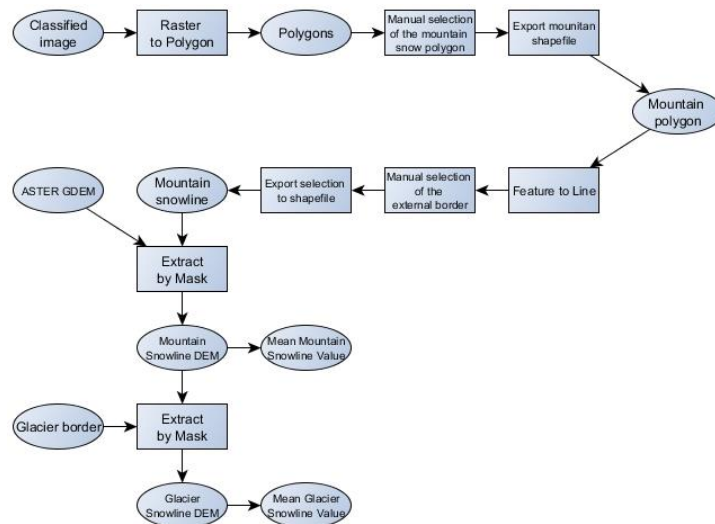 Classified
image
Raster
to Polygon
Polygons
Manual selection
of the mountain
snow polygon
Export mounitan
shapefile
Mountain
polygon
Feature to Line
Manual selection
of the
external border
Export selection
to shapefile
Mountain
snowline
ASTER GDEM
Extract
by Mask
Mountain
Snowline DEM
Mean Mountain
Snowline Value
Glacier border
Extract
by Mask
Glacier
Snowline DEM
Mean Glacier
Snowline Value